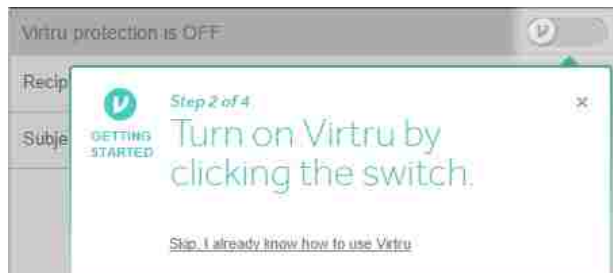 Virtru protection is OFF
Recip
Step 2 of 4
×
Subje
GETTING
STARTED
Turn on Virtru by
clicking the switch.
Skip, I already know how to use Virtru